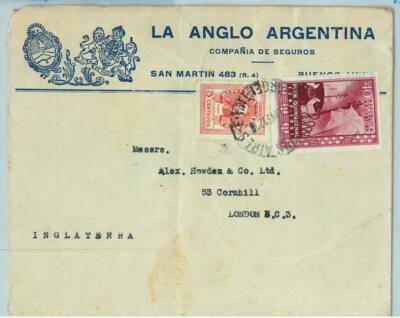 LA ANGLO ARGENTINA
COMPAÑIA DE SEGUROS
SAN MARTIN 483 (R. 4)
BUENOS
Messrs.
Alex. Howden & Co. Ltd.
53 Cornhill
LONDON E.C.3.
INGLATERRA